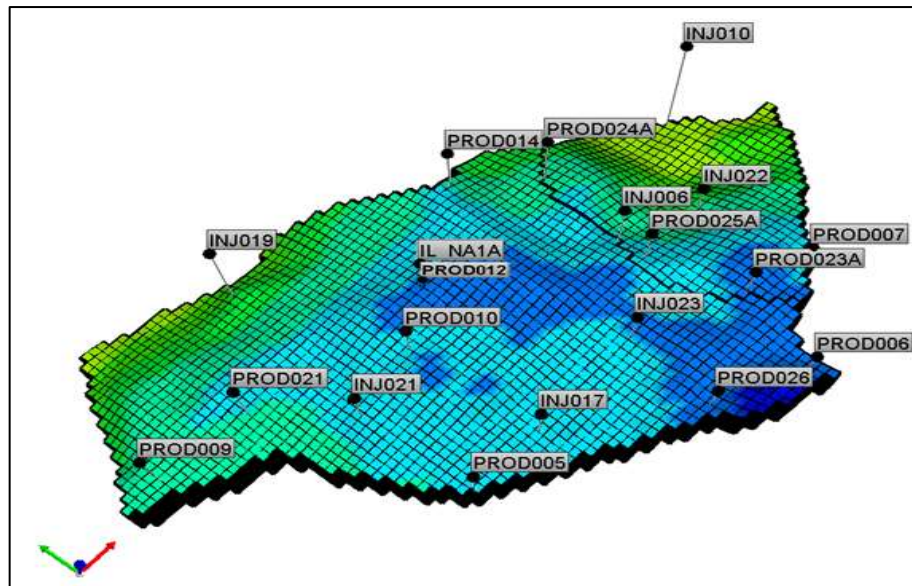 INJ010
PROD024A
PROD014
INJ022
INJ006
PROD025A
PROD007
INJ019
IL_NA1A
PROD023A
PROD012
INJ023
PROD010
PROD006
PROD021
INJ021
PROD026
INJ017
PROD009
PROD005